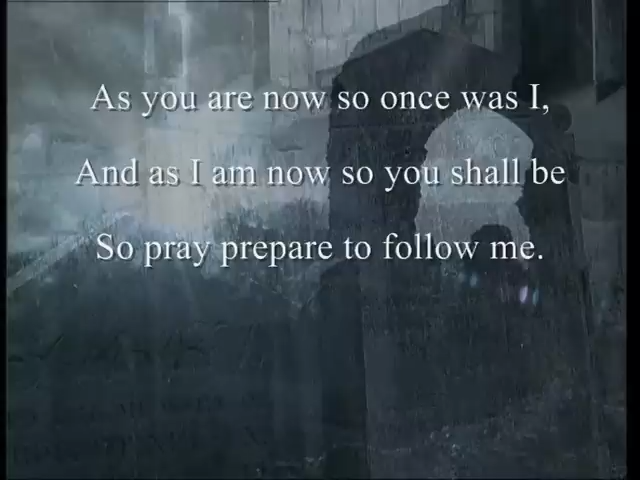 As you are now so once was I,
And as I am now so you shall be
So pray prepare to follow me.